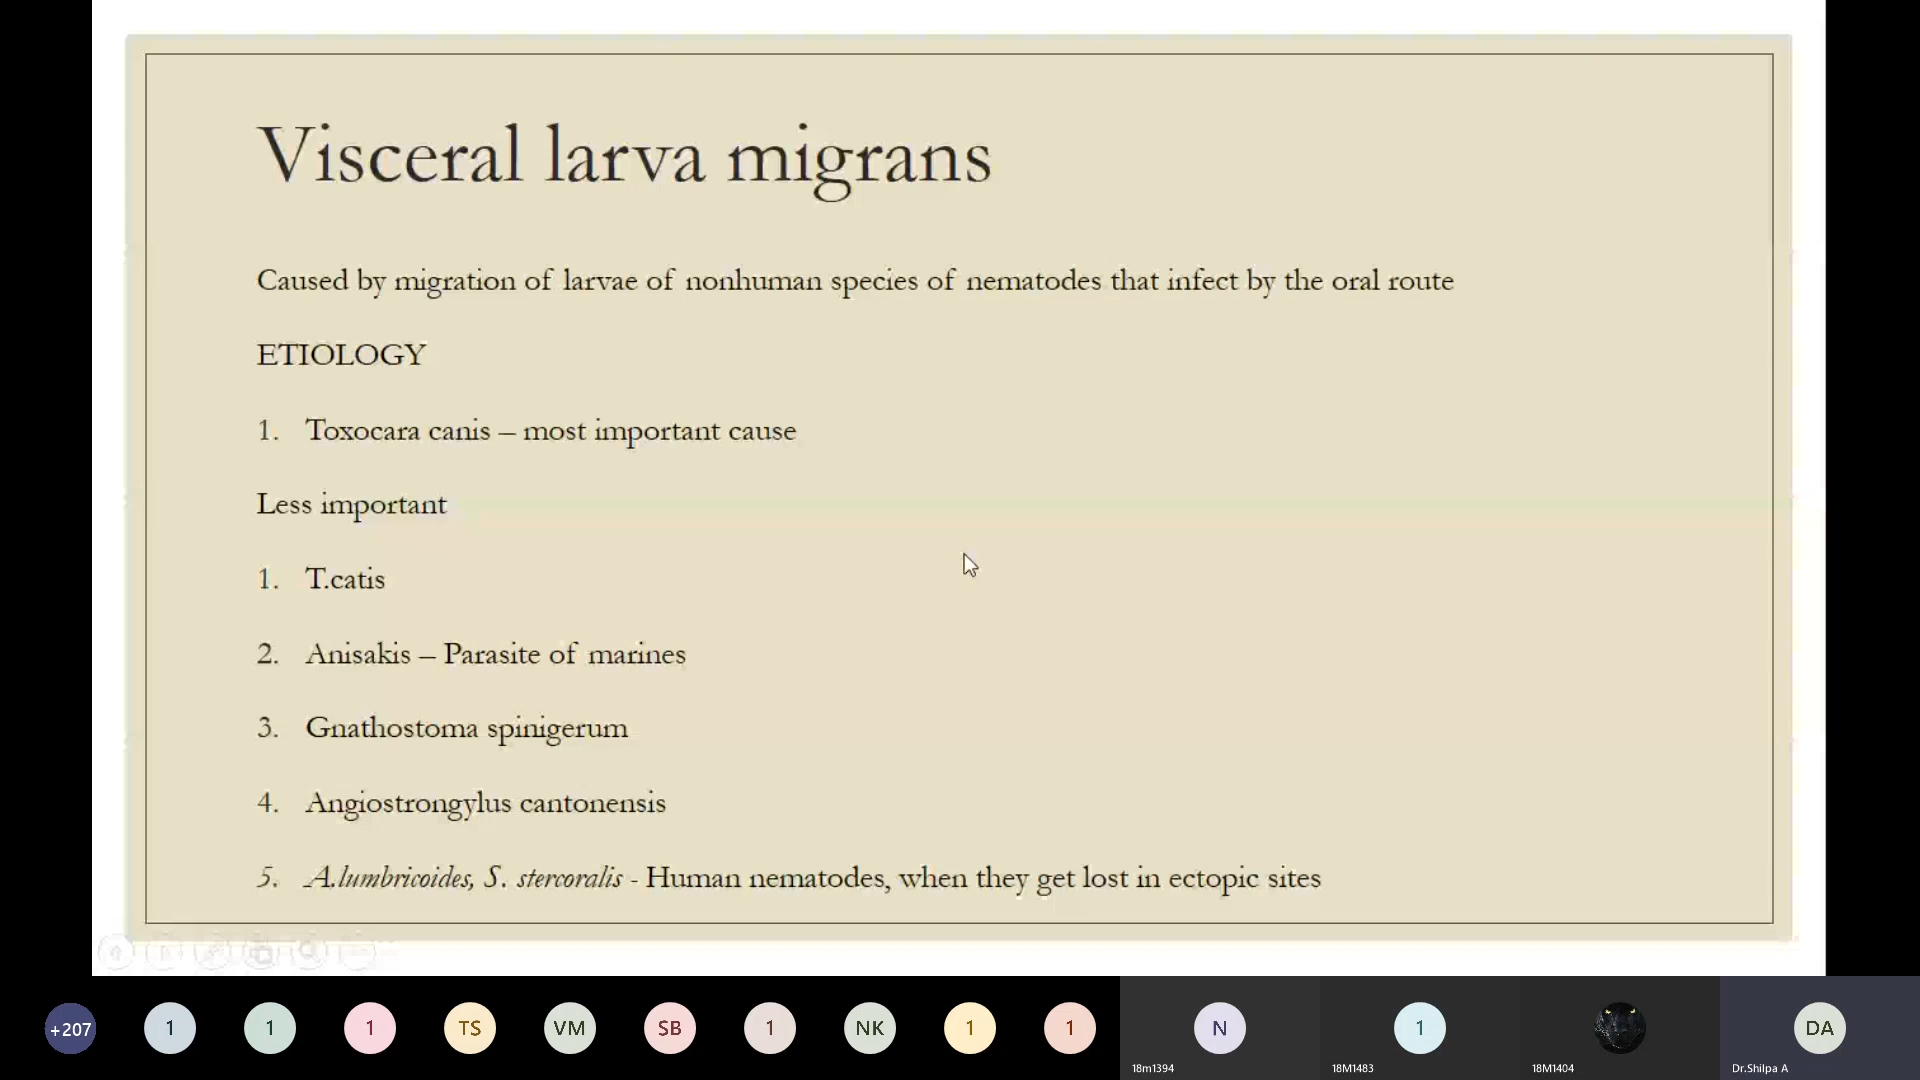 Visceral larva migrans
Caused by migration of larvae of nonhuman species of nematodes that infect by the oral route
ETIOLOGY
1. Toxocara canis – most important cause
Less important
1. T.catis
2. Anisakis – Parasite of marines
3. Gnathostoma spinigerum
4. Angiostrongylus cantonensis
5. A.lumbricoides, S. stercoralis - Human nematodes, when they get lost in ectopic sites
+207 1 1 1 TS VM SB 1 NK 1 1 N 1 DA
18m1394 18M1483 18M1404 Dr.Shilpa A